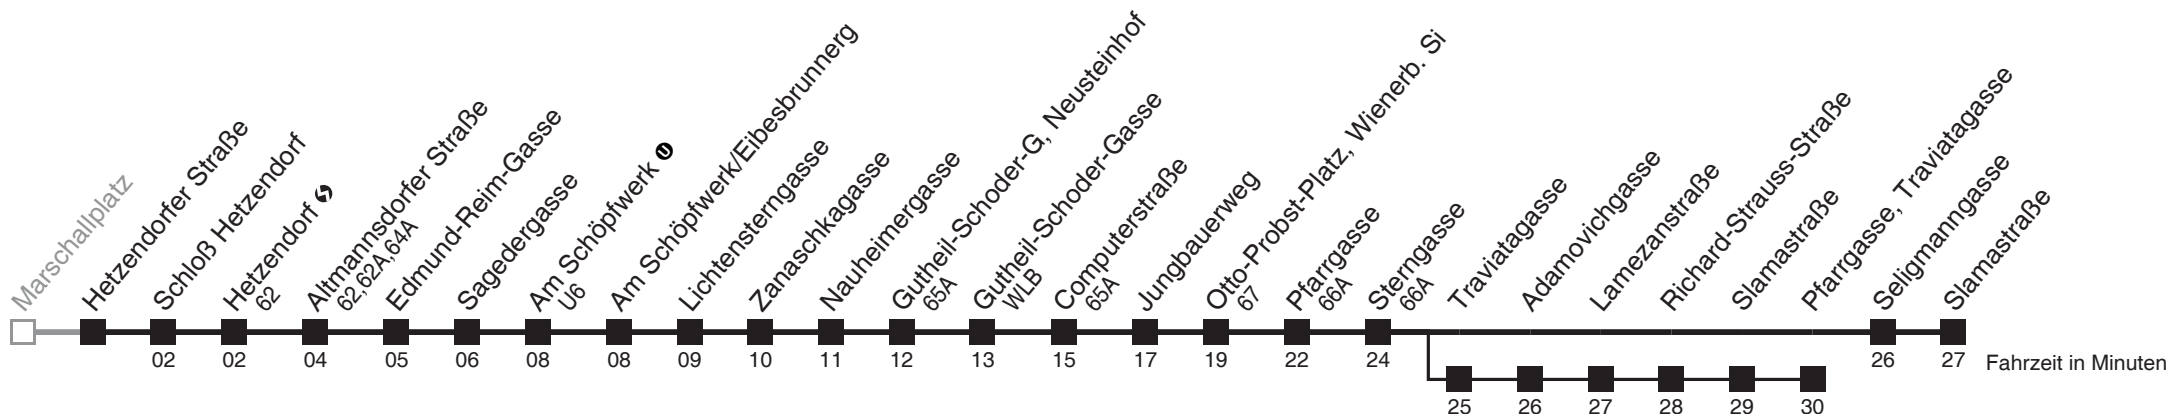 Marschallplatz
Hetzendorfer Straße
Schloß Hetzendorf
02
Hetzendorf
62
02
Altmannsdorfer Straße
62,62A,64A
04
Edmund-Reim-Gasse
05
Sagedergasse
06
Am Schöpfwerk U
U6
08
Am Schöpfwerk/Eibesbrunnerg
08
Lichtensterngasse
09
Zanaschkagasse
10
Nauheimergasse
11
Gutheil-Schoder-G, Neusteinhof
65A
12
Gutheil-Schoder-Gasse
WLB
13
Computerstraße
65A
15
Jungbauerweg
17
Otto-Probst-Platz, Wienerb. Si
67
19
Pfarrgasse
66A
22
Sterngasse
66A
24
Traviatagasse
25
Adamovichgasse
26
Lamezanstraße
27
Richard-Strauss-Straße
28
Slamastraße
29
Pfarrgasse, Traviatagasse
30
Seligmanngasse
26
Slamastraße
27
Fahrzeit in Minuten